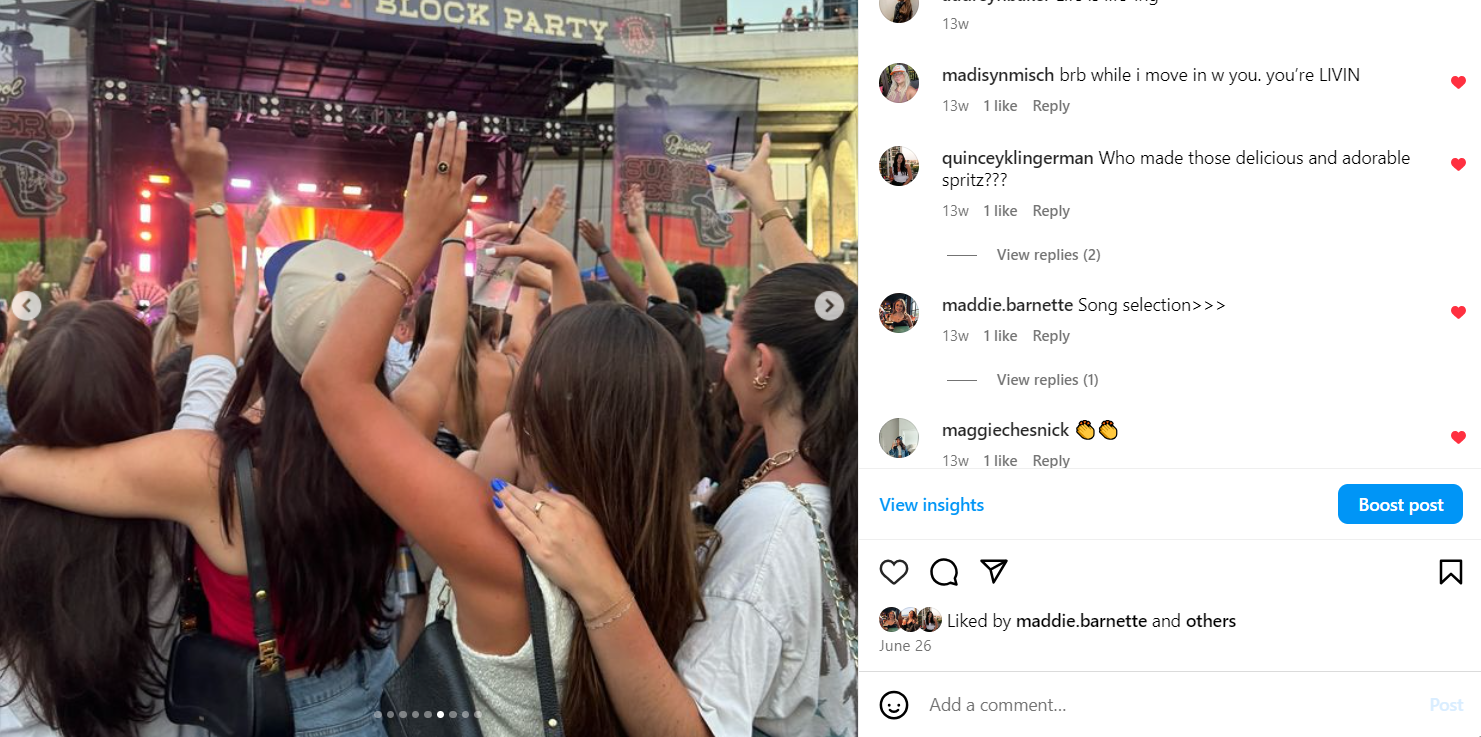 BLOCK PARTY
13w
madisynmisch brb while i move in w you. you’re LIVIN
13w 1 like Reply
quinceyklingerman Who made those delicious and adorable
spritz???
13w 1 like Reply
View replies (2)
maddie.barnette Song selection>>>
13w 1 like Reply
View replies (1)
maggiechesnick 👏👏
13w 1 like Reply
View insights
Boost post
Liked by maddie.barnette and others
June 26
Add a comment...
Post
Barstool